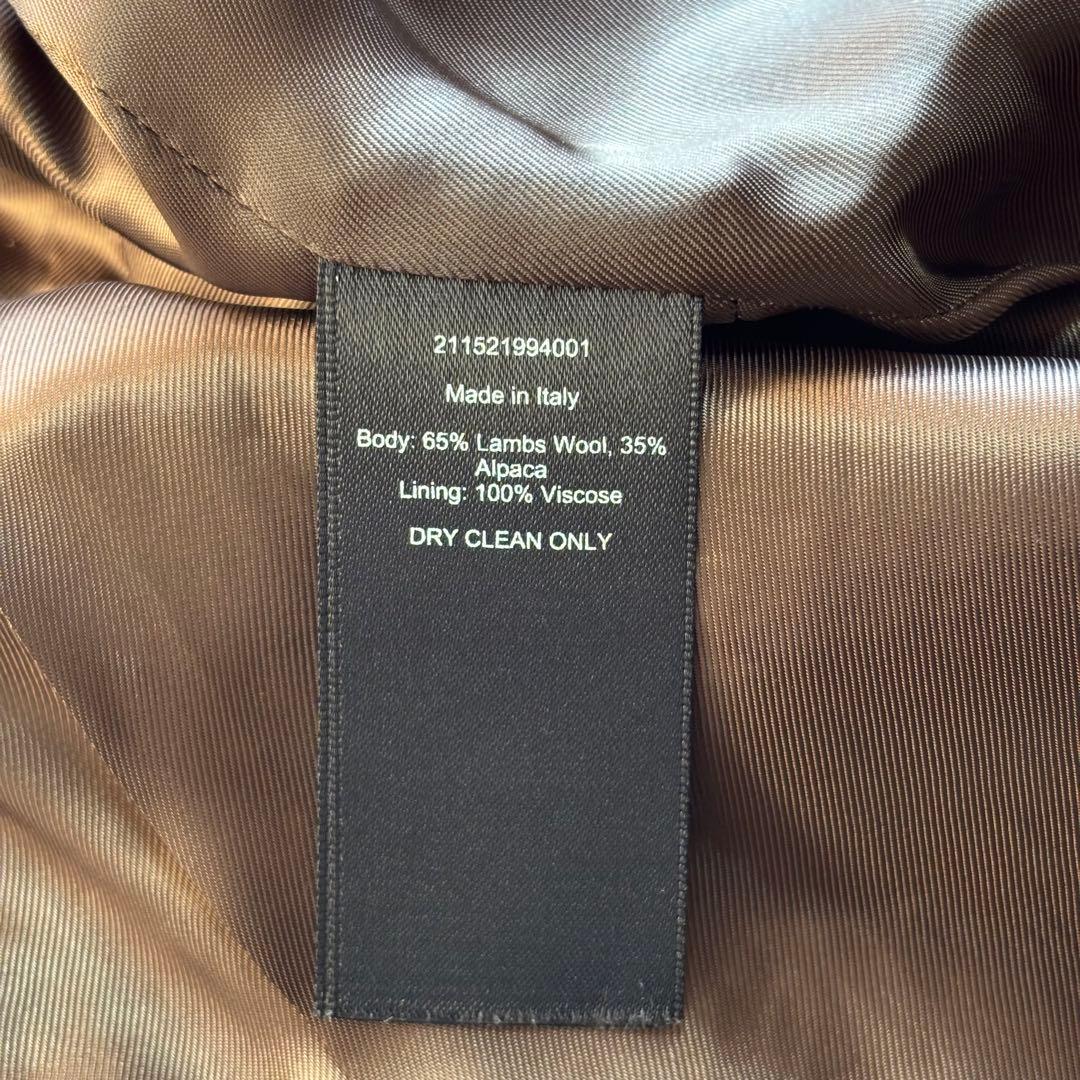 211521994001
Made in Italy
Body: 65% Lambs Wool, 35%
Alpaca
Lining: 100% Viscose
DRY CLEAN ONLY